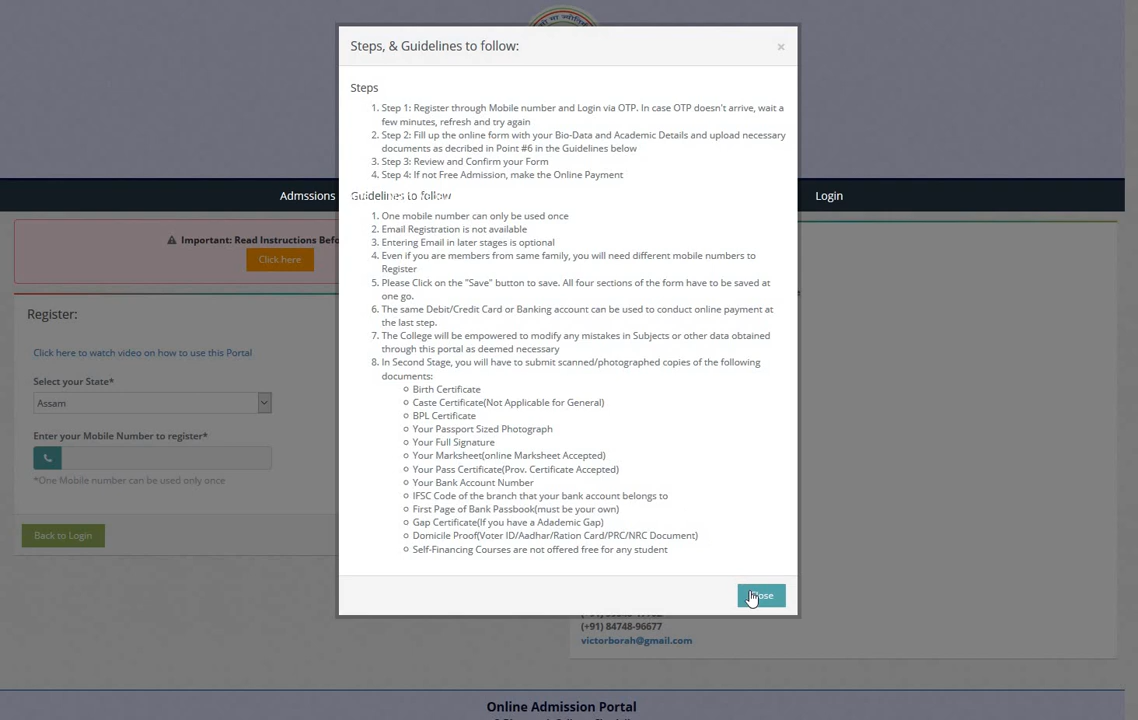 Steps, & Guidelines to follow:
×
Steps
1. Step 1: Register through Mobile number and Login via OTP. In case OTP doesn't arrive, wait a
few minutes, refresh and try again
2. Step 2: Fill up the online form with your Bio-Data and Academic Details and upload necessary
documents as decribed in Point #6 in the Guidelines below
3. Step 3: Review and Confirm your Form
4. Step 4: If not Free Admission, make the Online Payment
Guidelines to follow
1. One mobile number can only be used once
2. Email Registration is not available
3. Entering Email in later stages is optional
4. Even if you are members from same family, you will need different mobile numbers to
Register
5. Please Click on the "Save" button to save. All four sections of the form have to be saved at
one go.
6. The same Debit/Credit Card or Banking account can be used to conduct online payment at
the last step.
7. The College will be empowered to modify any mistakes in Subjects or other data obtained
through this portal as deemed necessary
8. In Second Stage, you will have to submit scanned/photographed copies of the following
documents:
Birth Certificate
Caste Certificate(Not Applicable for General)
BPL Certificate
Your Passport Sized Photograph
Your Full Signature
Your Marksheet(online Marksheet Accepted)
Your Pass Certificate(Prov. Certificate Accepted)
Your Bank Account Number
IFSC Code of the branch that your bank account belongs to
First Page of Bank Passbook(must be your own)
Gap Certificate(If you have a Adademic Gap)
Domicile Proof(Voter ID/Aadhar/Ration Card/PRC/NRC Document)
Self-Financing Courses are not offered free for any student
Admssions
Login
Important: Read Instructions
Click here
Register:
Click here to watch video on how to use this Portal
Select your State*
Assam
Enter your Mobile Number to register*
*One Mobile number can be used only once
Back to Login
(+91) 84748-96677
victorborah@gmail.com
Online Admission Portal